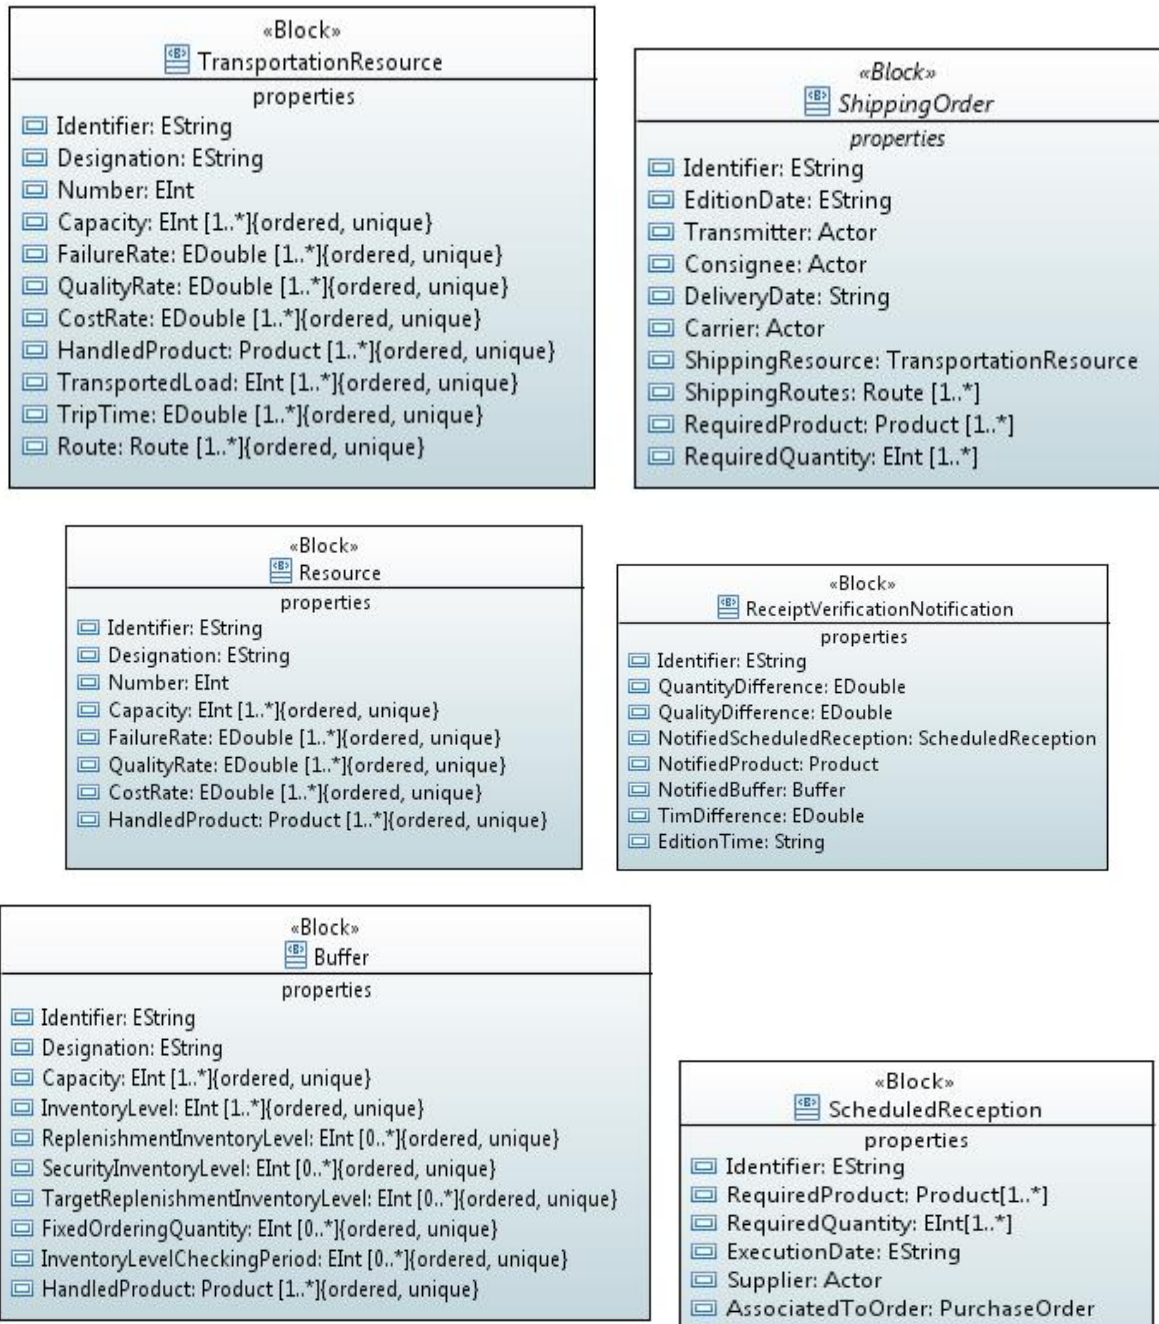 «Block»
TransportationResource
properties
Identifier: EString
Designation: EString
Number: EInt
Capacity: EInt [1..*]{ordered, unique}
FailureRate: EDouble [1..*]{ordered, unique}
QualityRate: EDouble [1..*]{ordered, unique}
CostRate: EDouble [1..*]{ordered, unique}
HandledProduct: Product [1..*]{ordered, unique}
TransportedLoad: EInt [1..*]{ordered, unique}
TripTime: EDouble [1..*]{ordered, unique}
Route: Route [1..*]{ordered, unique}
«Block»
ShippingOrder
properties
Identifier: EString
EditionDate: EString
Transmitter: Actor
Consignee: Actor
DeliveryDate: String
Carrier: Actor
ShippingResource: TransportationResource
ShippingRoutes: Route [1..*]
RequiredProduct: Product [1..*]
RequiredQuantity: EInt [1..*]
«Block»
Resource
properties
Identifier: EString
Designation: EString
Number: EInt
Capacity: EInt [1..*]{ordered, unique}
FailureRate: EDouble [1..*]{ordered, unique}
QualityRate: EDouble [1..*]{ordered, unique}
CostRate: EDouble [1..*]{ordered, unique}
HandledProduct: Product [1..*]{ordered, unique}
«Block»
ReceiptVerificationNotification
properties
Identifier: EString
QuantityDifference: EDouble
QualityDifference: EDouble
NotifiedScheduledReception: ScheduledReception
NotifiedProduct: Product
NotifiedBuffer: Buffer
TimDifference: EDouble
EditionTime: String
«Block»
Buffer
properties
Identifier: EString
Designation: EString
Capacity: EInt [1..*]{ordered, unique}
InventoryLevel: EInt [1..*]{ordered, unique}
ReplenishmentInventoryLevel: EInt [0..*]{ordered, unique}
SecurityInventoryLevel: EInt [0..*]{ordered, unique}
TargetReplenishmentInventoryLevel: EInt [0..*]{ordered, unique}
FixedOrderingQuantity: EInt [0..*]{ordered, unique}
InventoryLevelCheckingPeriod: EInt [0..*]{ordered, unique}
HandledProduct: Product [1..*]{ordered, unique}
«Block»
ScheduledReception
properties
Identifier: EString
RequiredProduct: Product[1..*]
RequiredQuantity: EInt[1..*]
ExecutionDate: EString
Supplier: Actor
AssociatedToOrder: PurchaseOrder